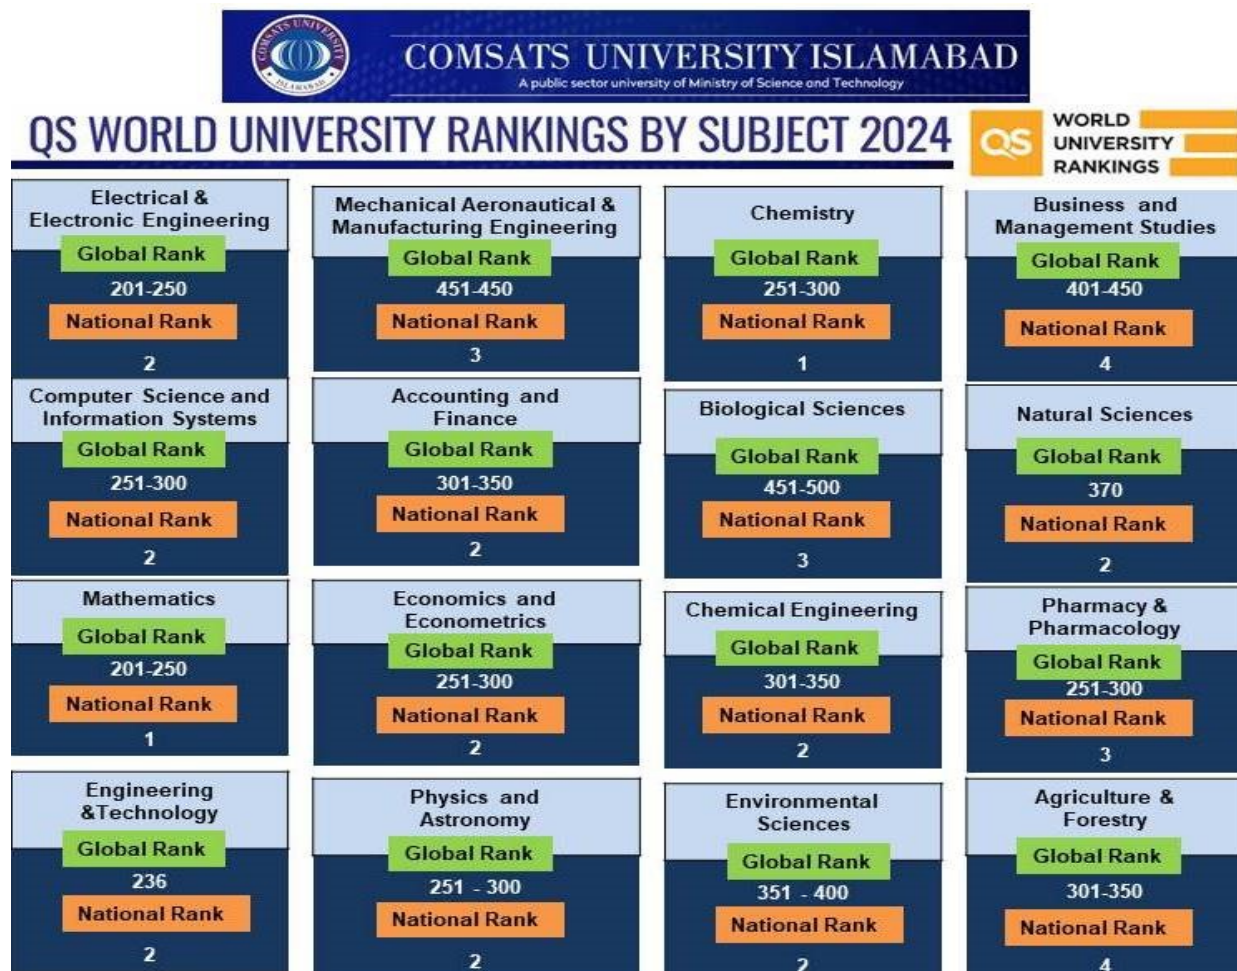 COMSATS UNIVERSITY ISLAMABAD
A public sector university of Ministry of Science and Technology
COMSATS UNIVERSITY
ISLAMABAD
QS WORLD UNIVERSITY RANKINGS BY SUBJECT 2024
QS
WORLD
UNIVERSITY
RANKINGS
Electrical &
Electronic Engineering
Global Rank
201-250
National Rank
2
Mechanical Aeronautical &
Manufacturing Engineering
Global Rank
451-450
National Rank
3
Chemistry
Global Rank
251-300
National Rank
1
Business and
Management Studies
Global Rank
401-450
National Rank
4
Computer Science and
Information Systems
Global Rank
251-300
National Rank
2
Accounting and
Finance
Global Rank
301-350
National Rank
2
Biological Sciences
Global Rank
451-500
National Rank
3
Natural Sciences
Global Rank
370
National Rank
2
Mathematics
Global Rank
201-250
National Rank
1
Economics and
Econometrics
Global Rank
251-300
National Rank
2
Chemical Engineering
Global Rank
301-350
National Rank
2
Pharmacy &
Pharmacology
Global Rank
251-300
National Rank
3
Engineering
&Technology
Global Rank
236
National Rank
2
Physics and
Astronomy
Global Rank
251 - 300
National Rank
2
Environmental
Sciences
Global Rank
351 - 400
National Rank
2
Agriculture &
Forestry
Global Rank
301-350
National Rank
4